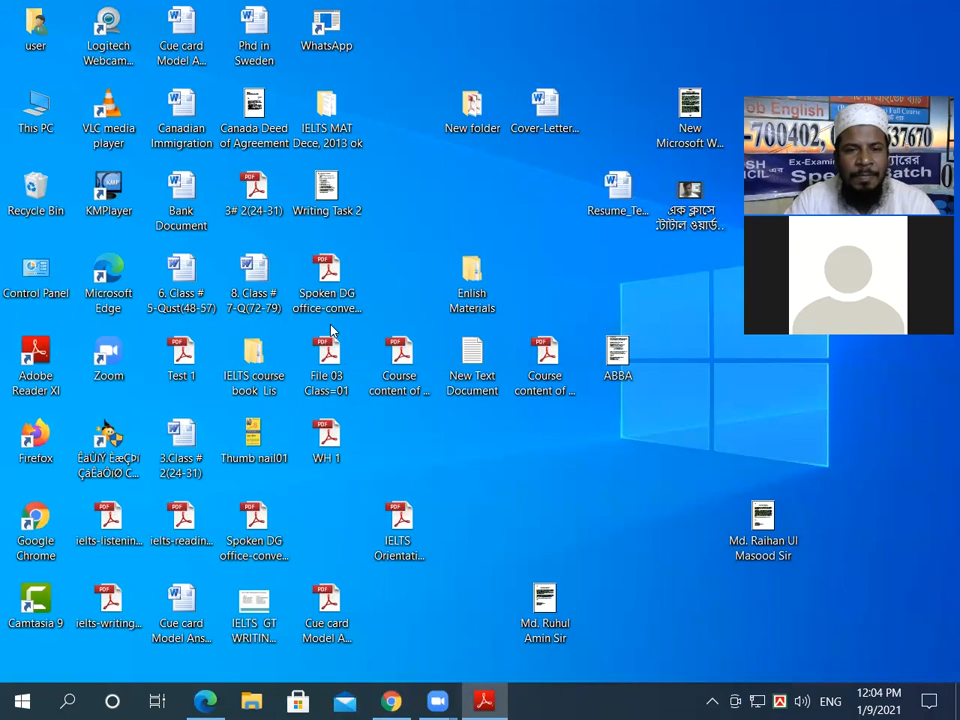 user
Logitech
Webcam...
Cue card
Model A...
Phd in
Sweden
WhatsApp
This PC
VLC media
player
Canadian
Immigration
Canada Deed
of Agreement
IELTS MAT
Dece, 2013 ok
New folder
Cover-Letter...
New
Microsoft W...
Recycle Bin
KMPlayer
Bank
Document
3# 2(24-31)
Writing Task 2
Resume_Te...
এক ক্লাসে
টোটাল ওয়ার্ড...
Control Panel
Microsoft
Edge
6. Class #
5-Qust(48-57)
8. Class #
7-Q(72-79)
Spoken DG
office-conve...
Enlish
Materials
Adobe
Reader XI
Zoom
Test 1
IELTS course
book Lis
File 03
Class=01
Course
content of ...
New Text
Document
Course
content of ...
ABBA
Firefox
ÊäÜíÝ ÈæÇÞí
ÇáÊäÒíá C...
3.Class #
2(24-31)
Thumb nail01
WH 1
Google
Chrome
ielts-listenin...
ielts-readin...
Spoken DG
office-conve...
IELTS
Orientati...
Md. Raihan Ul
Masood Sir
Camtasia 9
ielts-writing...
Cue card
Model Ans...
IELTS GT
WRITIN...
Cue card
Model A...
Md. Ruhul
Amin Sir
English
-700402,
37670
Ex-Examin
Batch
ENG
12:04 PM
1/9/2021